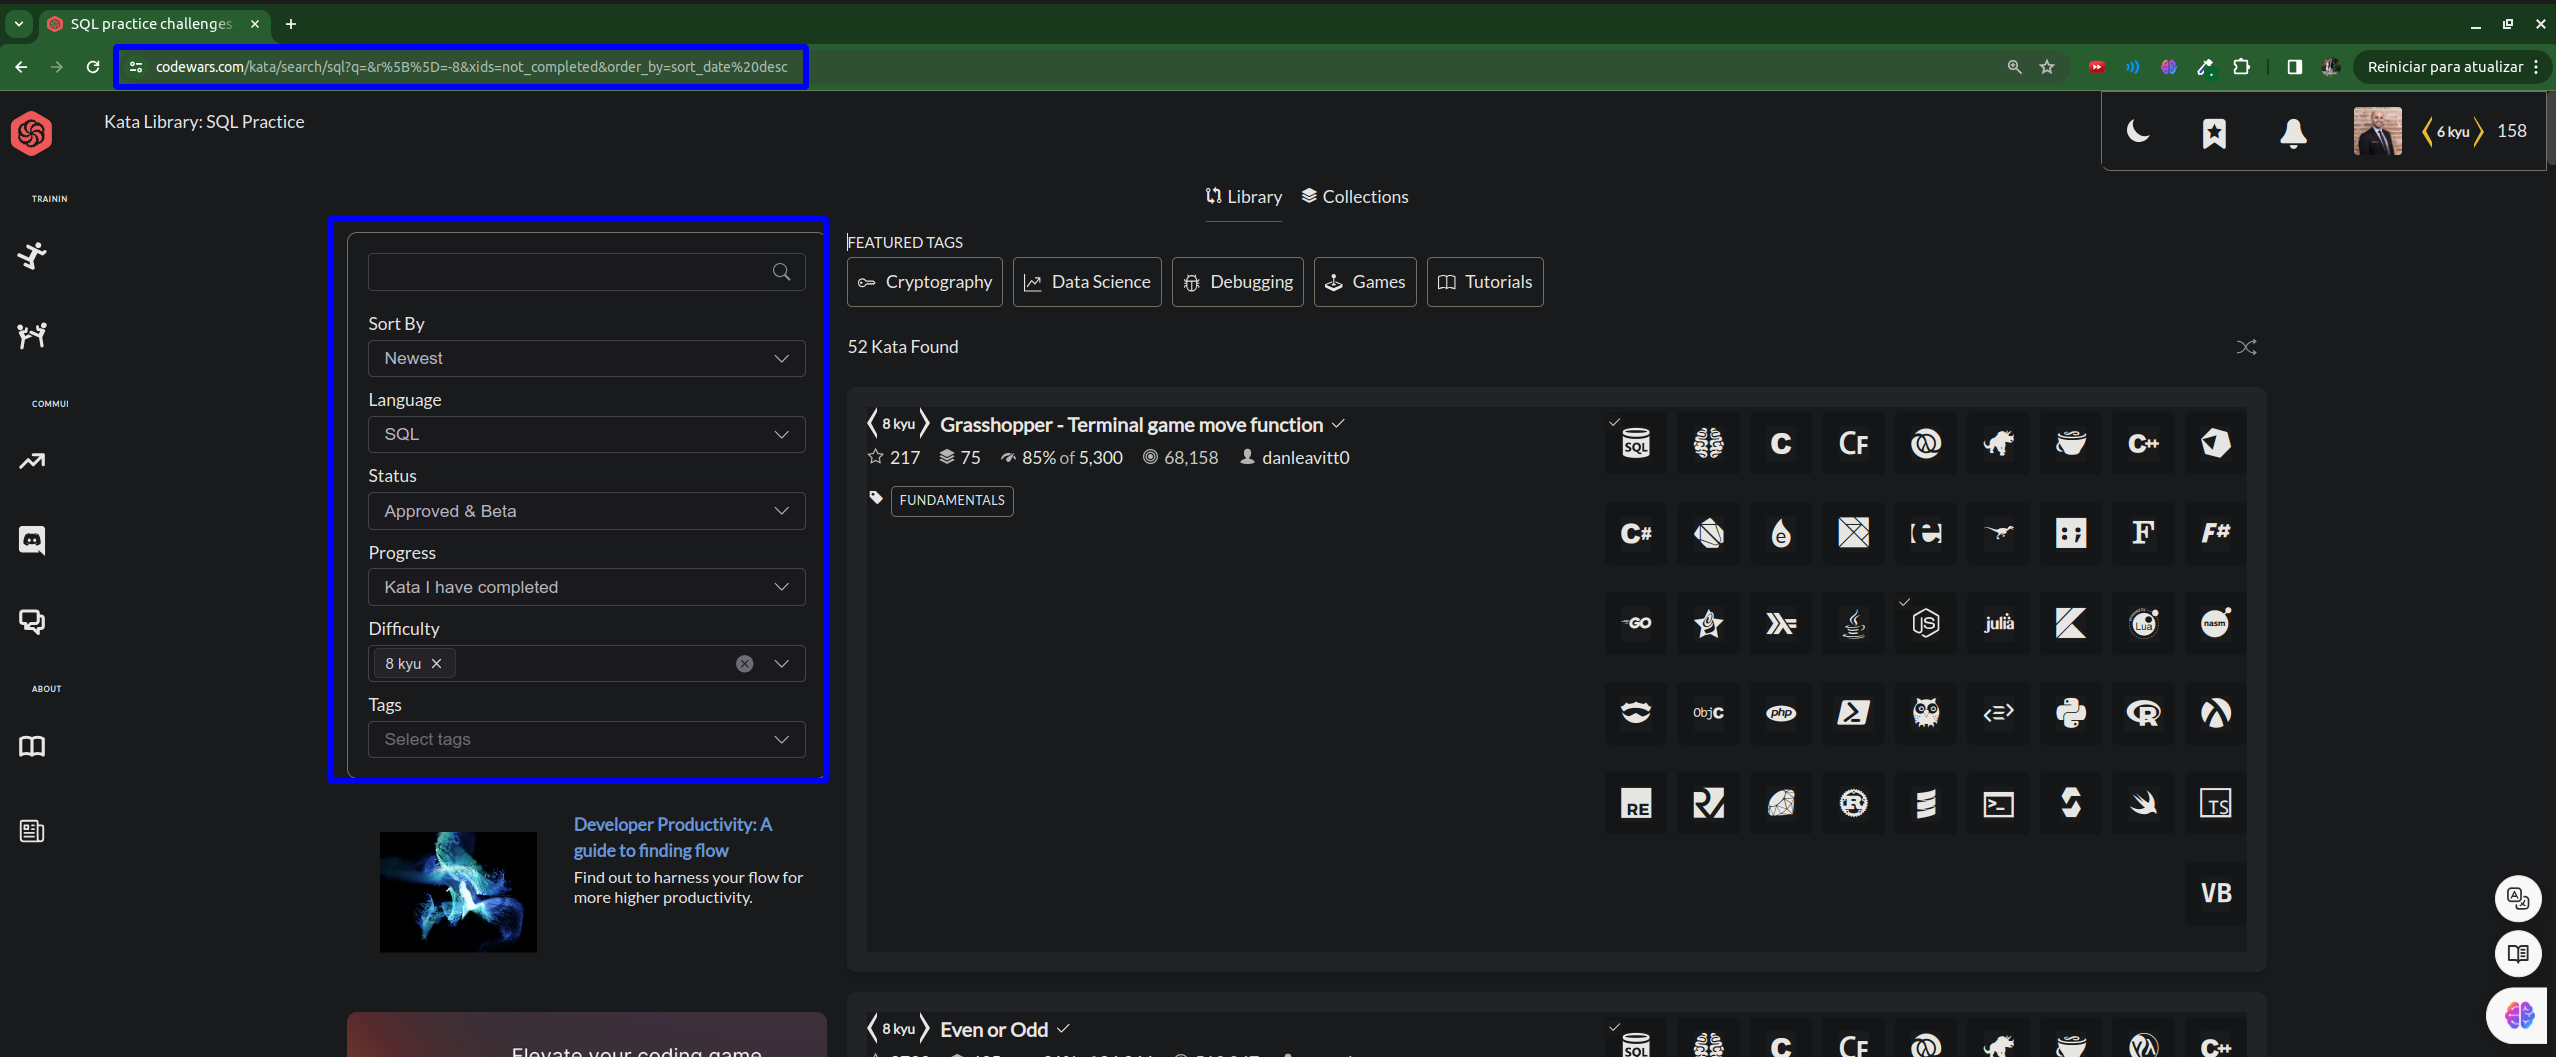 SQL practice challenges
codewars.com/kata/search/sql?q=&r%5B%5D=-8&xids=not_completed&order_by=sort_date%20desc
Reiniciar para atualizar
Kata Library: SQL Practice
6 kyu
158
TRAININ
COMMUI
ABOUT
Library
Collections
Sort By
Newest
Language
SQL
Status
Approved & Beta
Progress
Kata I have completed
Difficulty
8 kyu
Tags
Select tags
Developer Productivity: A
guide to finding flow
Find out to harness your flow for
more higher productivity.
Elevate your coding game
FEATURED TAGS
Cryptography
Data Science
Debugging
Games
Tutorials
52 Kata Found
8 kyu Grasshopper - Terminal game move function
217 75 85% of 5,300 68,158 danleavitt0
FUNDAMENTALS
SQL C CF C++
C# e e :; F F#
GO JS julia Lua nasm
ObjC php R
RE R TS
VB
8 kyu Even or Odd
SQL C CF C++